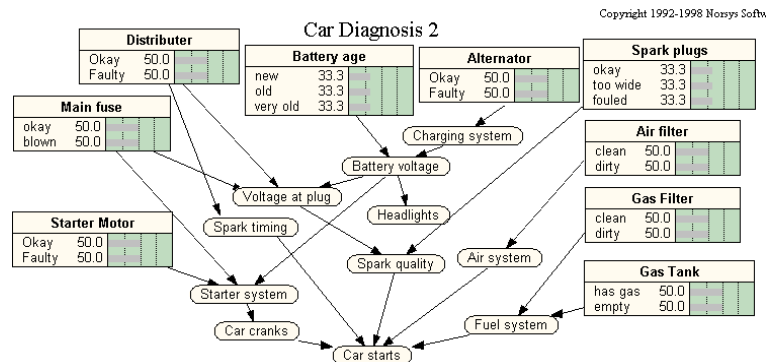 Copyright 1992-1998 Norsys Softw
Car Diagnosis 2
Distributer
Okay 50.0
Faulty 50.0
Battery age
new 33.3
old 33.3
very old 33.3
Alternator
Okay 50.0
Faulty 50.0
Spark plugs
okay 33.3
too wide 33.3
fouled 33.3
Main fuse
okay 50.0
blown 50.0
Charging system
Air filter
clean 50.0
dirty 50.0
Battery voltage
Voltage at plug
Headlights
Gas Filter
clean 50.0
dirty 50.0
Starter Motor
Okay 50.0
Faulty 50.0
Spark timing
Spark quality
Air system
Gas Tank
has gas 50.0
empty 50.0
Starter system
Car cranks
Fuel system
Car starts